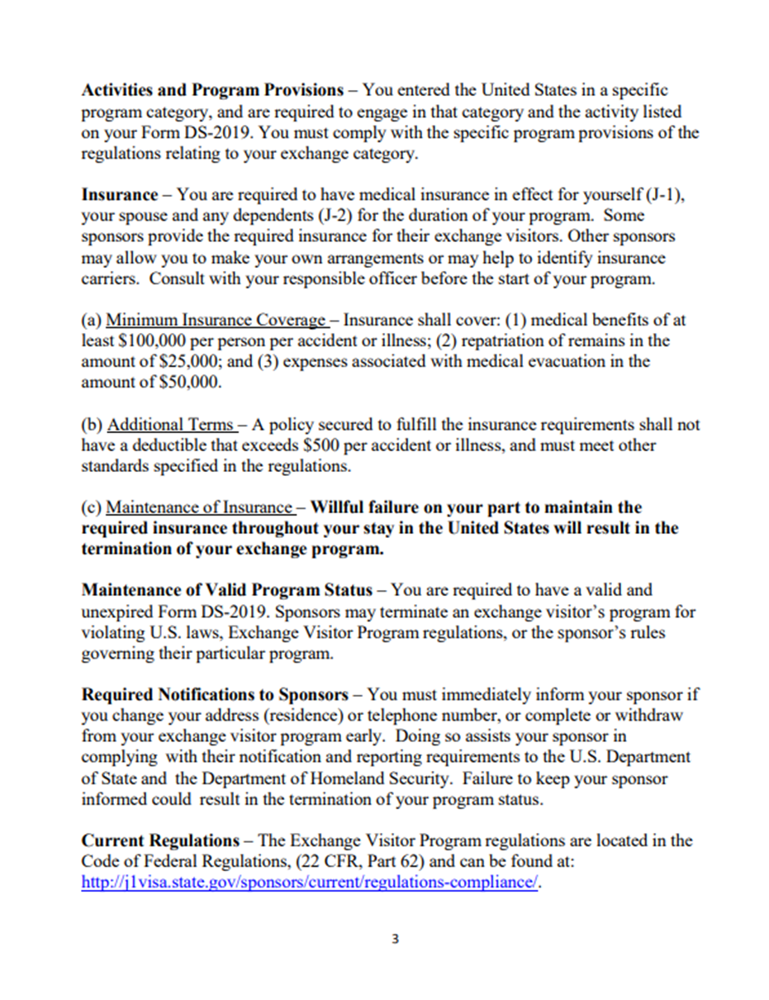 Activities and Program Provisions – You entered the United States in a specific
program category, and are required to engage in that category and the activity listed
on your Form DS-2019. You must comply with the specific program provisions of the
regulations relating to your exchange category.
Insurance – You are required to have medical insurance in effect for yourself (J-1),
your spouse and any dependents (J-2) for the duration of your program.  Some
sponsors provide the required insurance for their exchange visitors. Other sponsors
may allow you to make your own arrangements or may help to identify insurance
carriers.  Consult with your responsible officer before the start of your program.
(a) Minimum Insurance Coverage – Insurance shall cover: (1) medical benefits of at
least $100,000 per person per accident or illness; (2) repatriation of remains in the
amount of $25,000; and (3) expenses associated with medical evacuation in the
amount of $50,000.
(b) Additional Terms – A policy secured to fulfill the insurance requirements shall not
have a deductible that exceeds $500 per accident or illness, and must meet other
standards specified in the regulations.
(c) Maintenance of Insurance – Willful failure on your part to maintain the
required insurance throughout your stay in the United States will result in the
termination of your exchange program.
Maintenance of Valid Program Status – You are required to have a valid and
unexpired Form DS-2019. Sponsors may terminate an exchange visitor’s program for
violating U.S. laws, Exchange Visitor Program regulations, or the sponsor’s rules
governing their particular program.
Required Notifications to Sponsors – You must immediately inform your sponsor if
you change your address (residence) or telephone number, or complete or withdraw
from your exchange visitor program early.  Doing so assists your sponsor in
complying  with their notification and reporting requirements to the U.S. Department
of State and  the Department of Homeland Security.  Failure to keep your sponsor
informed could  result in the termination of your program status.
Current Regulations – The Exchange Visitor Program regulations are located in the
Code of Federal Regulations, (22 CFR, Part 62) and can be found at:
http://j1visa.state.gov/sponsors/current/regulations-compliance/.
3